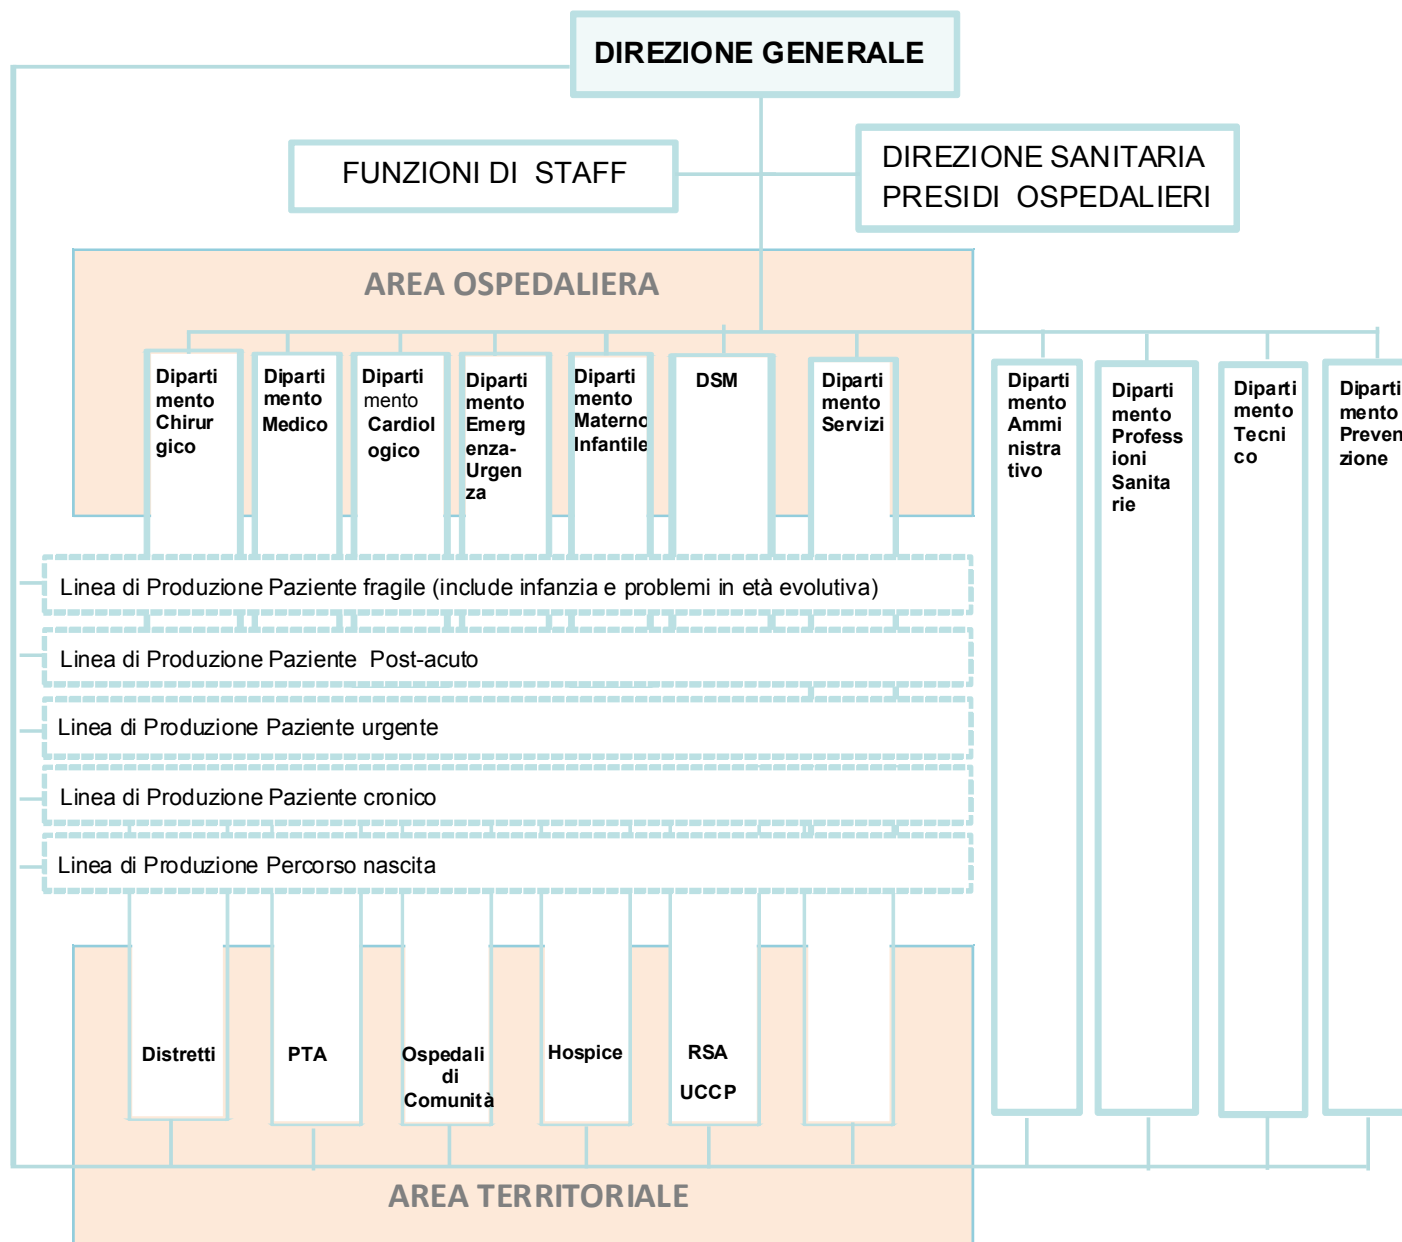 DIREZIONE GENERALE
FUNZIONI DI STAFF
DIREZIONE SANITARIA
PRESIDI OSPEDALIERI
AREA OSPEDALIERA
Diparti
mento
Chirur
gico
Diparti
mento
Medico
Diparti
mento
Cardiol
ogico
Diparti
mento
Emerg
enza-
Urgen
za
Diparti
mento
Materno
Infantile
DSM
Diparti
mento
Servizi
Diparti
mento
Ammi
nistra
tivo
Diparti
mento
Profess
ioni
Sanita
rie
Diparti
mento
Tecni
co
Diparti
mento
Preven
zione
Linea di Produzione Paziente fragile (include infanzia e problemi in età evolutiva)
Linea di Produzione Paziente Post-acuto
Linea di Produzione Paziente urgente
Linea di Produzione Paziente cronico
Linea di Produzione Percorso nascita
Distretti
PTA
Ospedali
di
Comunità
Hospice
RSA
UCCP
AREA TERRITORIALE